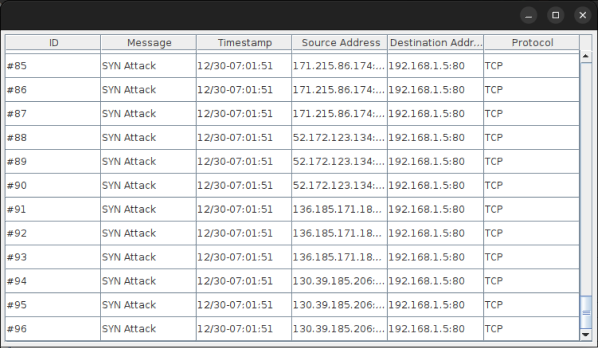 ID Message Timestamp Source Address Destination Addr... Protocol
#85 SYN Attack 12/30-07:01:51 171.215.86.174:... 192.168.1.5:80 TCP
#86 SYN Attack 12/30-07:01:51 171.215.86.174:... 192.168.1.5:80 TCP
#87 SYN Attack 12/30-07:01:51 171.215.86.174:... 192.168.1.5:80 TCP
#88 SYN Attack 12/30-07:01:51 52.172.123.134:... 192.168.1.5:80 TCP
#89 SYN Attack 12/30-07:01:51 52.172.123.134:... 192.168.1.5:80 TCP
#90 SYN Attack 12/30-07:01:51 52.172.123.134:... 192.168.1.5:80 TCP
#91 SYN Attack 12/30-07:01:51 136.185.171.18... 192.168.1.5:80 TCP
#92 SYN Attack 12/30-07:01:51 136.185.171.18... 192.168.1.5:80 TCP
#93 SYN Attack 12/30-07:01:51 136.185.171.18... 192.168.1.5:80 TCP
#94 SYN Attack 12/30-07:01:51 130.39.185.206:... 192.168.1.5:80 TCP
#95 SYN Attack 12/30-07:01:51 130.39.185.206:... 192.168.1.5:80 TCP
#96 SYN Attack 12/30-07:01:51 130.39.185.206:... 192.168.1.5:80 TCP